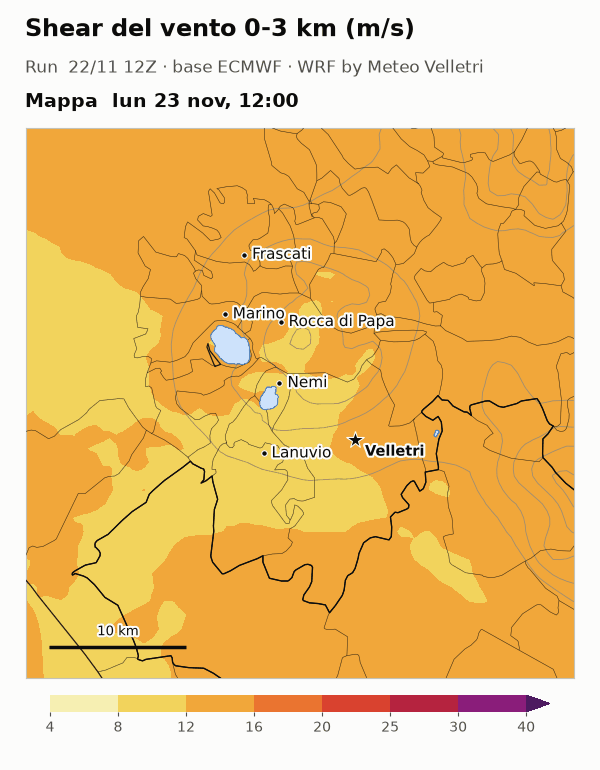 Shear del vento 0-3 km (m/s)
Run  22/11 12Z · base ECMWF · WRF by Meteo Velletri
Mappa  lun 23 nov, 12:00
Frascati
Marino
Rocca di Papa
Nemi
Velletri
Lanuvio
10 km
4 8 12 16 20 25 30 40